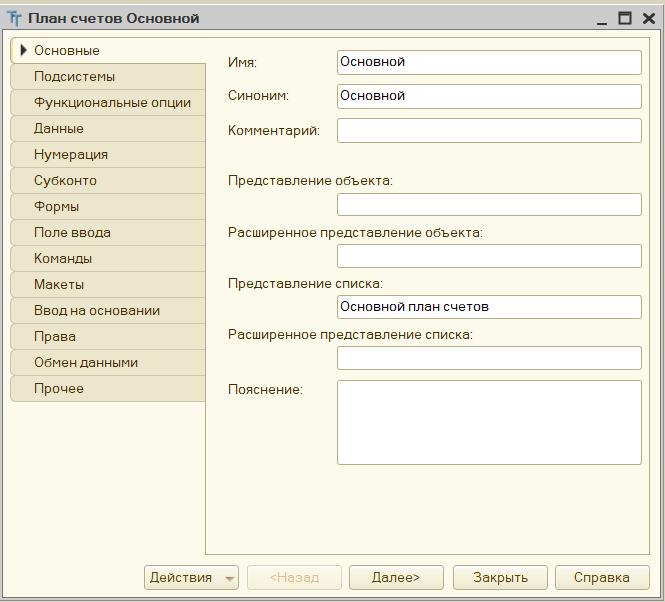 План счетов Основной
Основные
Подсистемы
Функциональные опции
Данные
Нумерация
Субконто
Формы
Поле ввода
Команды
Макеты
Ввод на основании
Права
Обмен данными
Прочее
Имя: Основной
Синоним: Основной
Комментарий:
Представление объекта:
Расширенное представление объекта:
Представление списка:
Основной план счетов
Расширенное представление списка:
Пояснение:
Действия <Назад Далее> Закрыть Справка